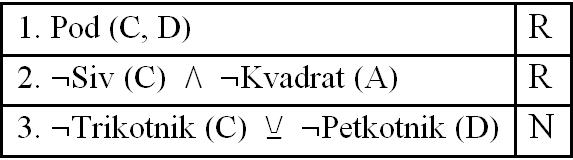 1. Pod (C, D) R
2. ¬Siv (C) ∧ ¬Kvadrat (A) R
3. ¬Trikotnik (C) ⊻ ¬Petkotnik (D) N